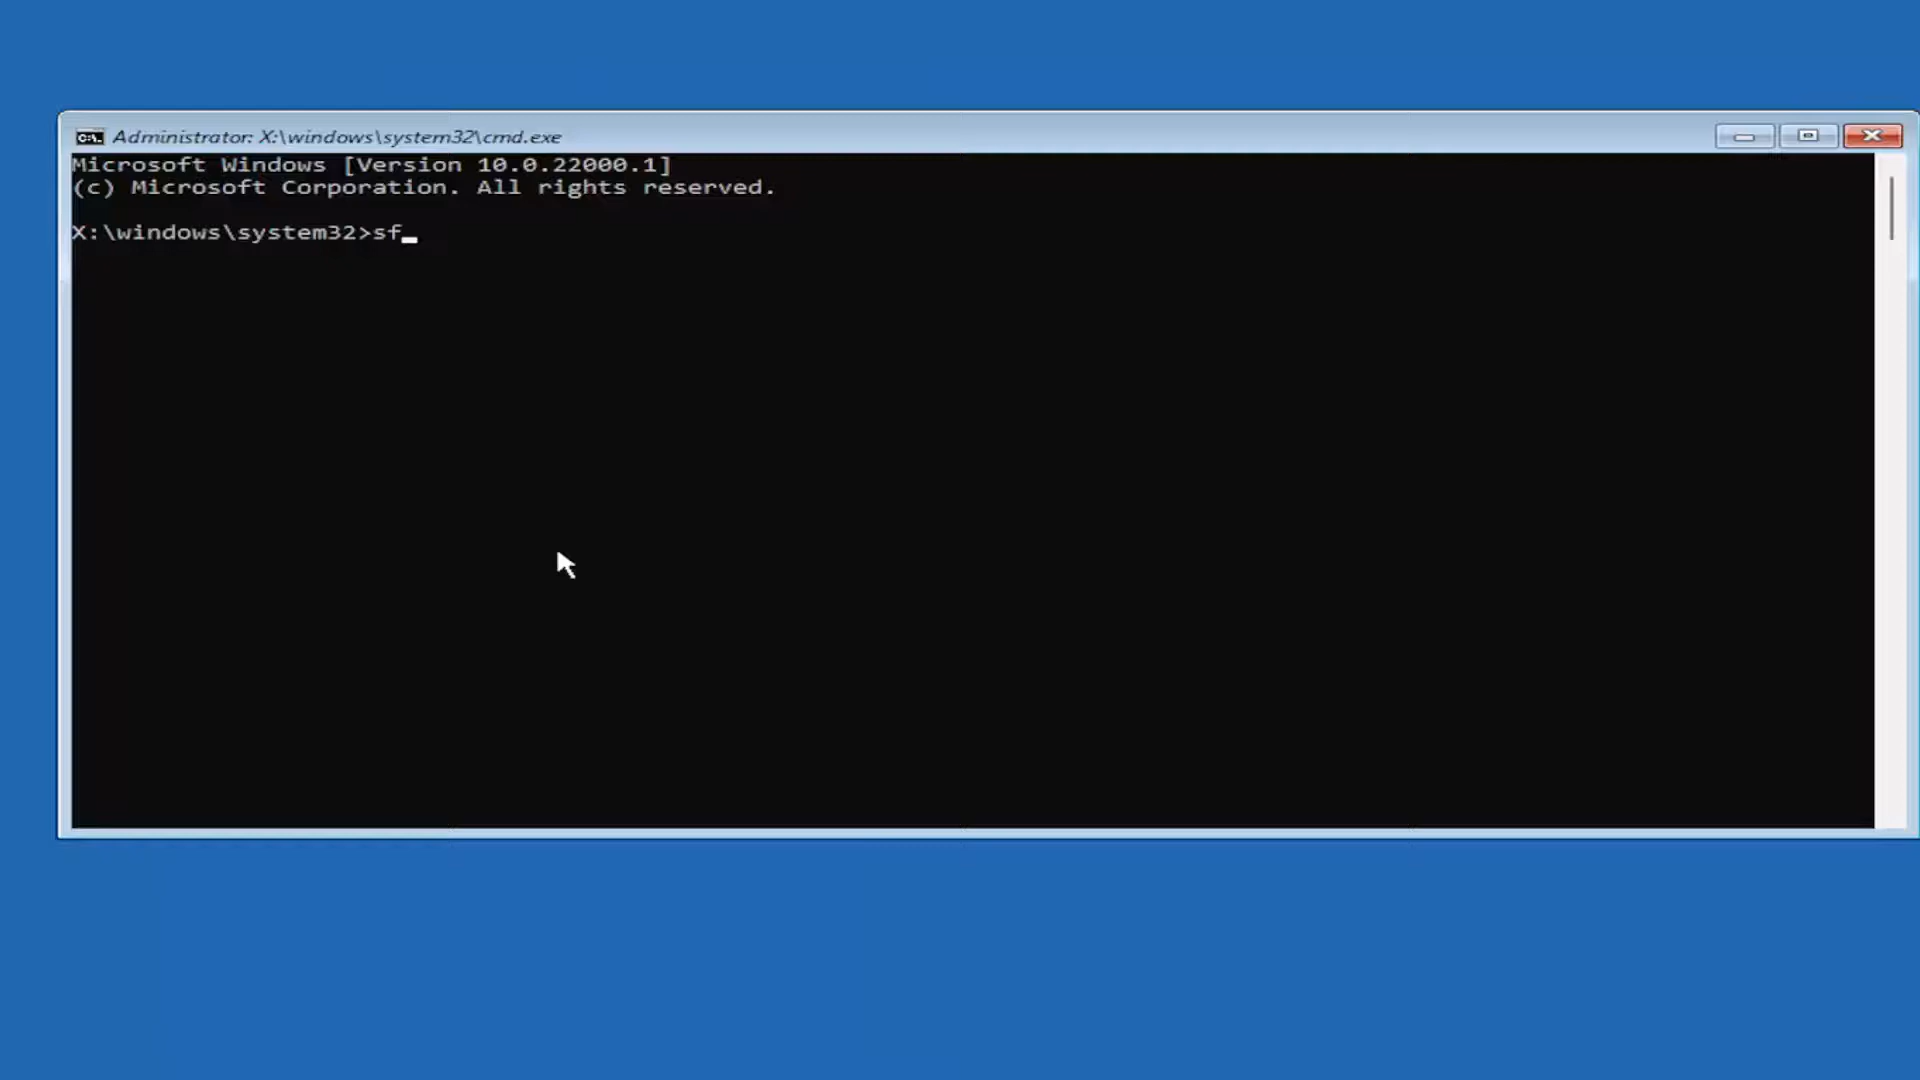 Administrator: X:\windows\system32\cmd.exe
Microsoft Windows [Version 10.0.22000.1]
(c) Microsoft Corporation. All rights reserved.
X:\windows\system32>sf_